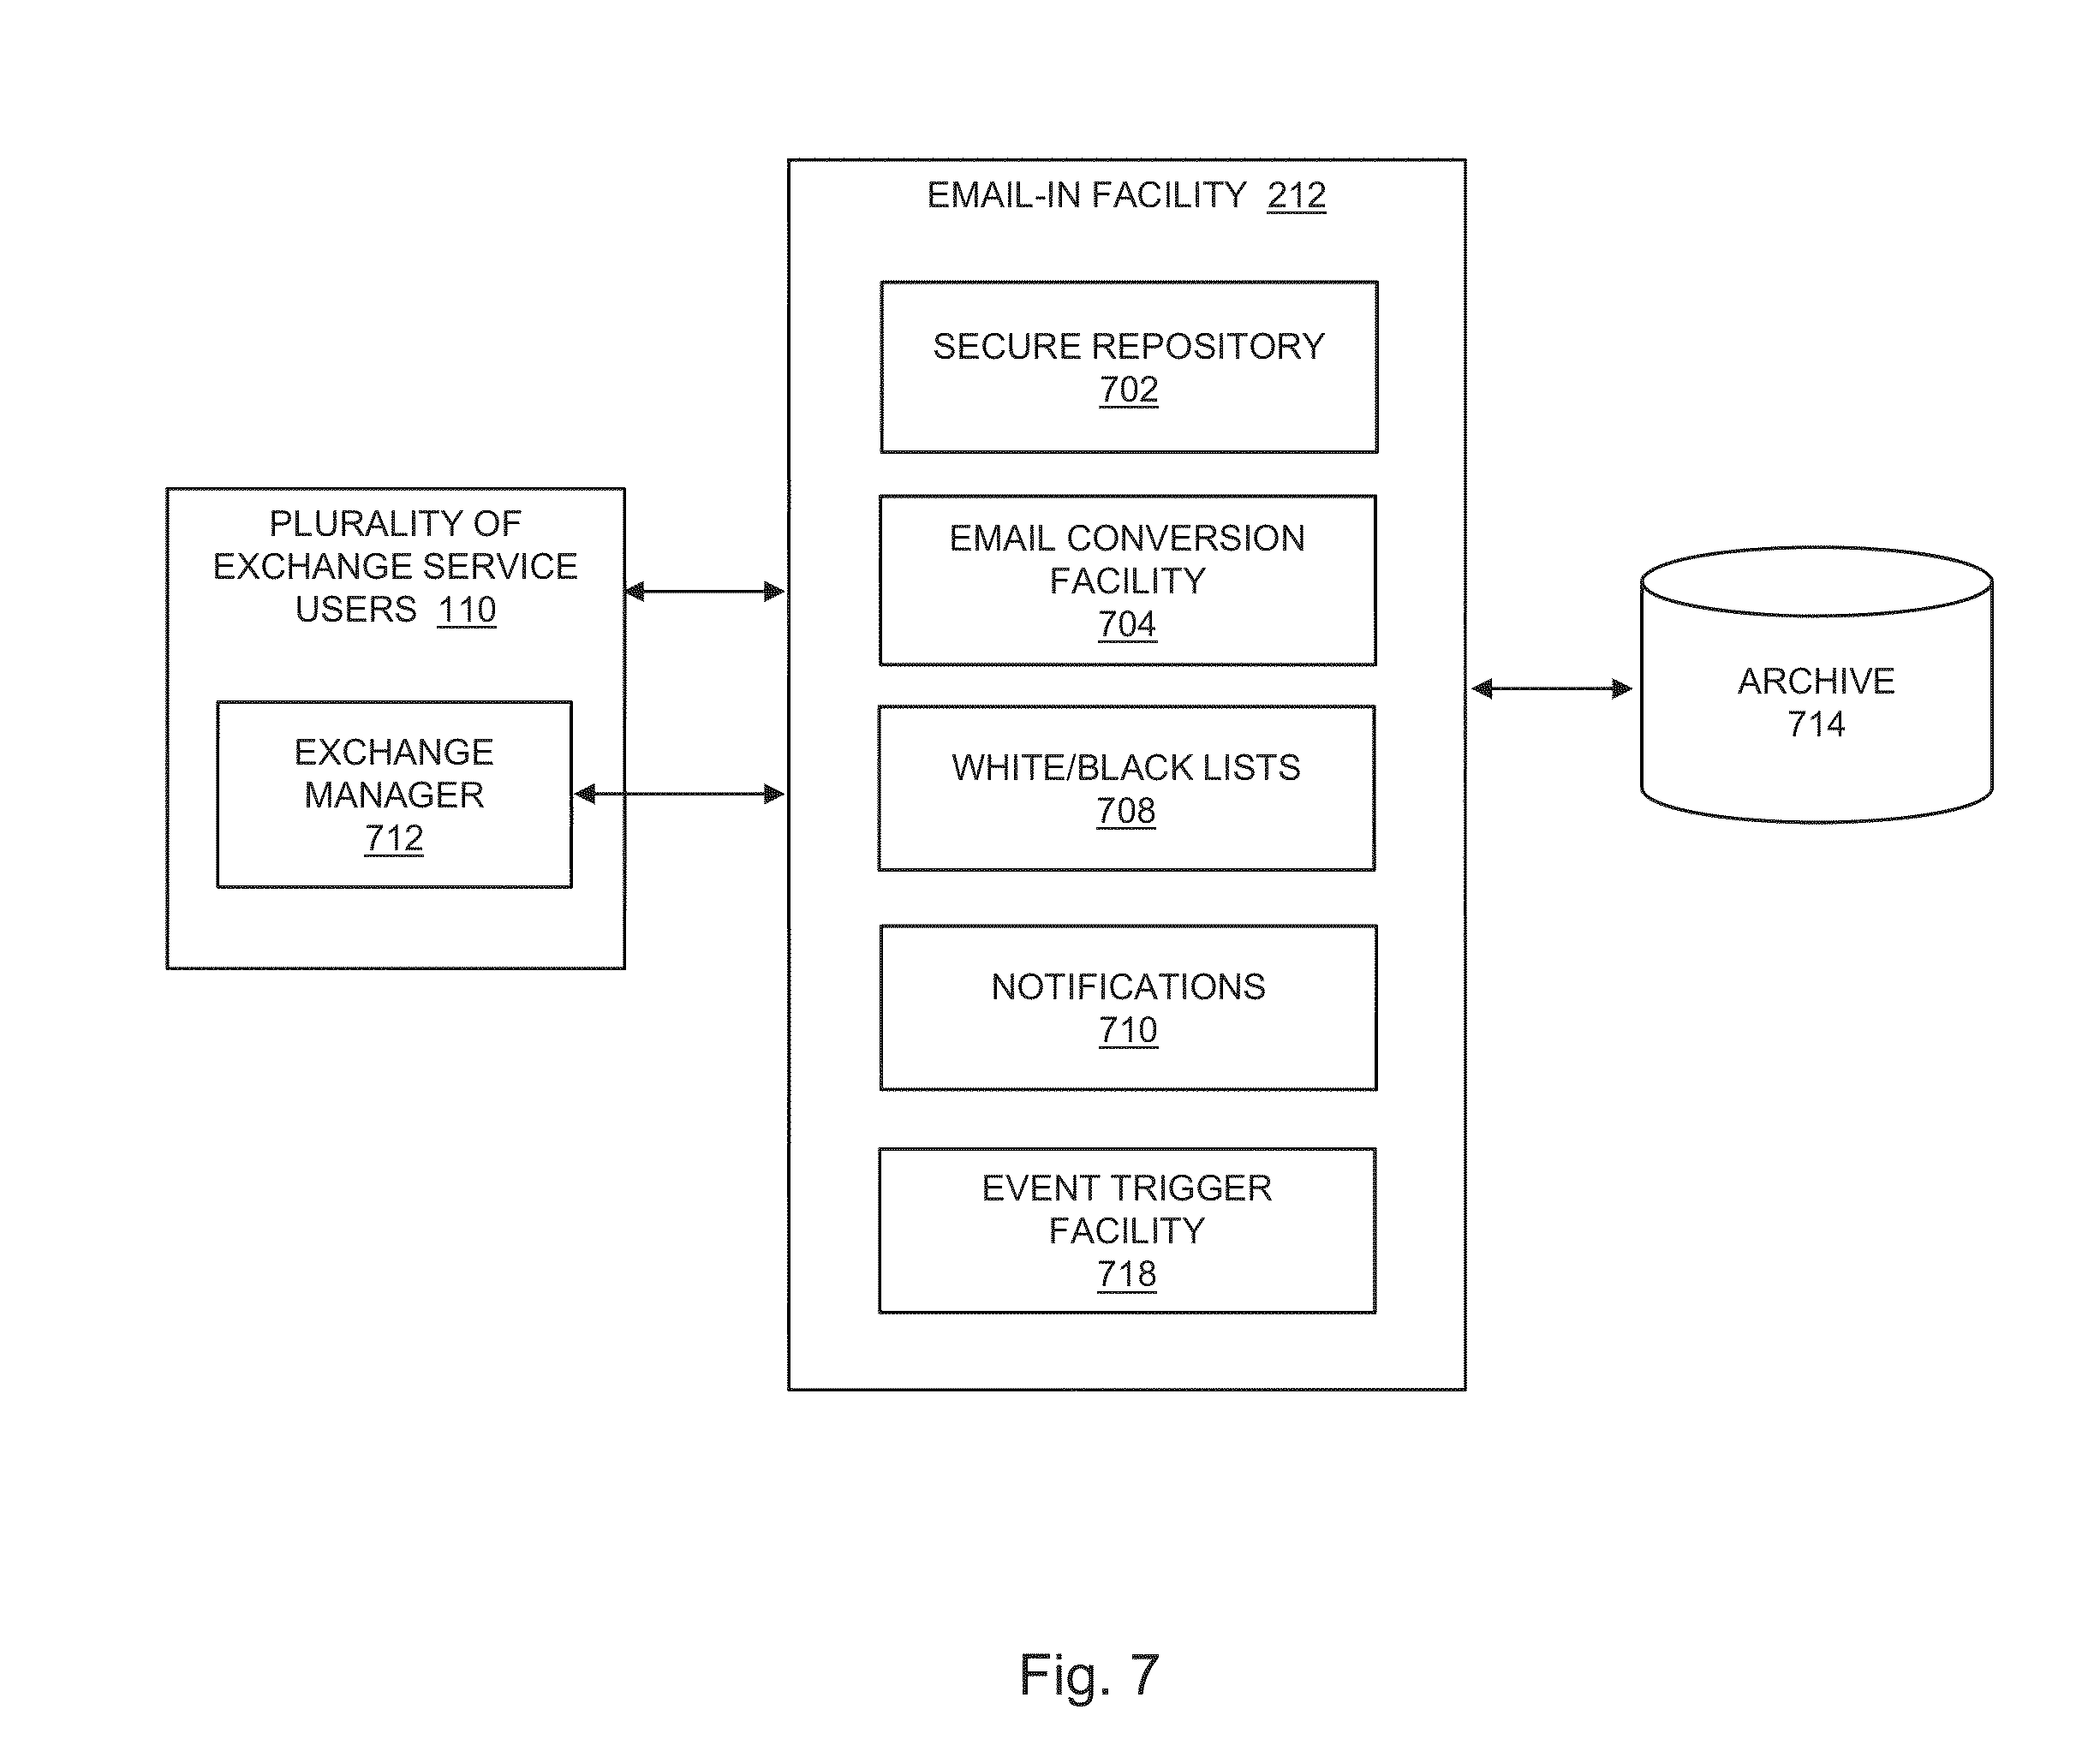 EMAIL-IN FACILITY 212
SECURE REPOSITORY
702
EMAIL CONVERSION
FACILITY
704
WHITE/BLACK LISTS
708
NOTIFICATIONS
710
EVENT TRIGGER
FACILITY
718
PLURALITY OF
EXCHANGE SERVICE
USERS 110
EXCHANGE
MANAGER
712
ARCHIVE
714
Fig. 7